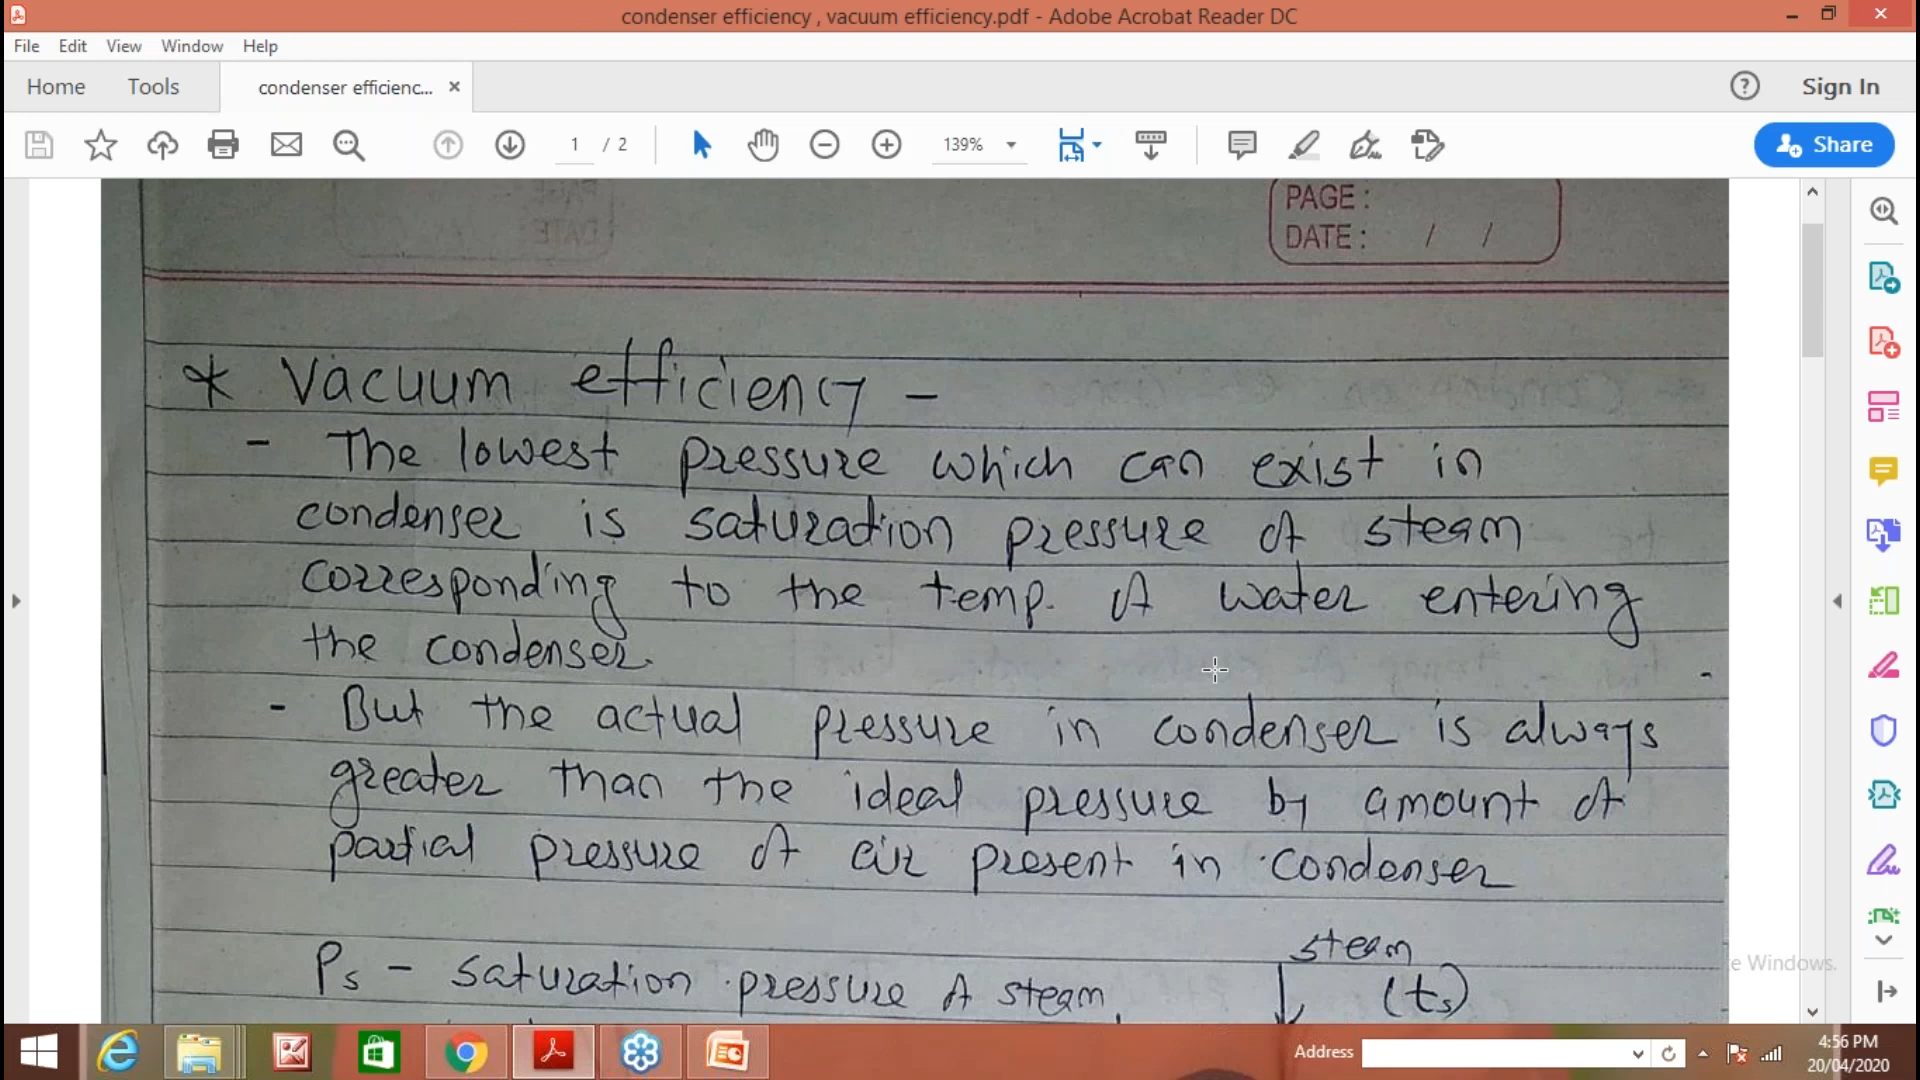 condenser efficiency , vacuum efficiency.pdf - Adobe Acrobat Reader DC
File Edit View Window Help
Home Tools condenser efficienc... Sign In
1 / 2 139% Share
PAGE :
DATE : / /
* Vacuum efficiency -
- The lowest pressure which can exist in
condenser is saturation pressure of steam
corresponding to the temp. of water entering
the condenser.
- But the actual pressure in condenser is always
greater than the ideal pressure by amount of
partial pressure of air present in condenser
steam
Ps - saturation pressure of steam (ts)
e Windows.
Address
4:56 PM
20/04/2020